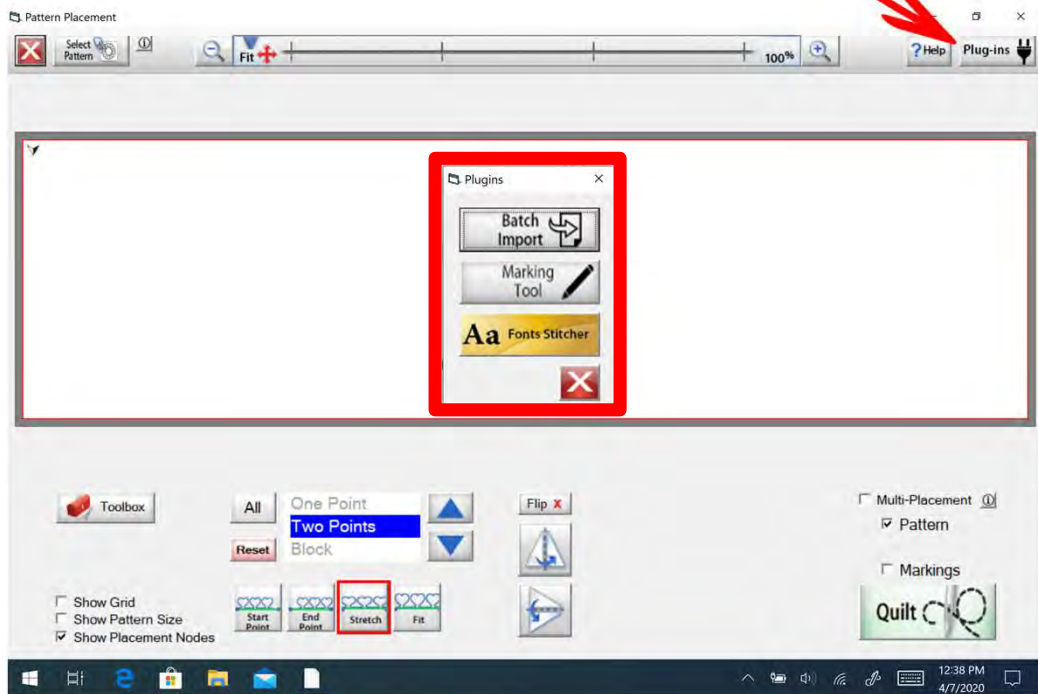 Pattern Placement
Select
Pattern
Fit
100%
? Help
Plug-ins
Plugins
Batch
Import
Marking
Tool
Aa Fonts Stitcher
Toolbox
All
One Point
Two Points
Block
Reset
Flip X
Multi-Placement
Pattern
Markings
Show Grid
Show Pattern Size
Show Placement Nodes
Start
Point
End
Point
Stretch
Fit
Quilt
12:38 PM
4/7/2020